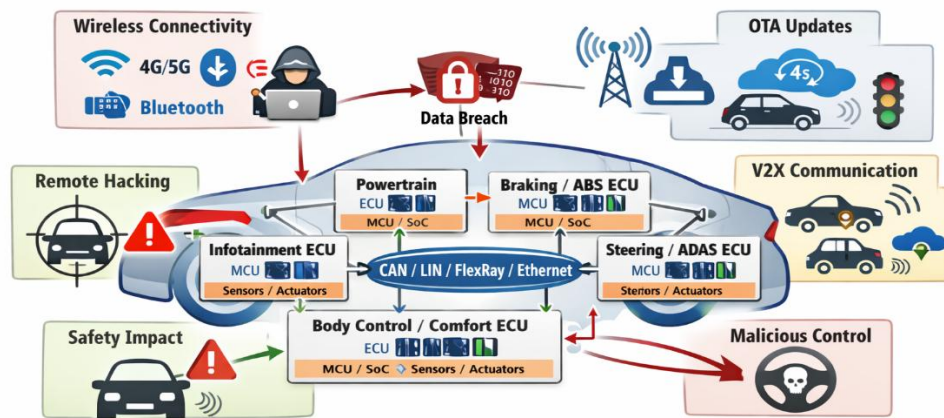 Wireless Connectivity
4G/5G
Bluetooth
Data Breach
OTA Updates
4s
Remote Hacking
Powertrain
ECU
MCU / SoC
Braking / ABS ECU
MCU
MCU / SoC
V2X Communication
Infotainment ECU
MCU
Sensors / Actuators
CAN / LIN / FlexRay / Ethernet
Steering / ADAS ECU
MCU
Stenors / Actuators
Safety Impact
Body Control / Comfort ECU
ECU
MCU / SoC Sensors / Actuators
Malicious Control